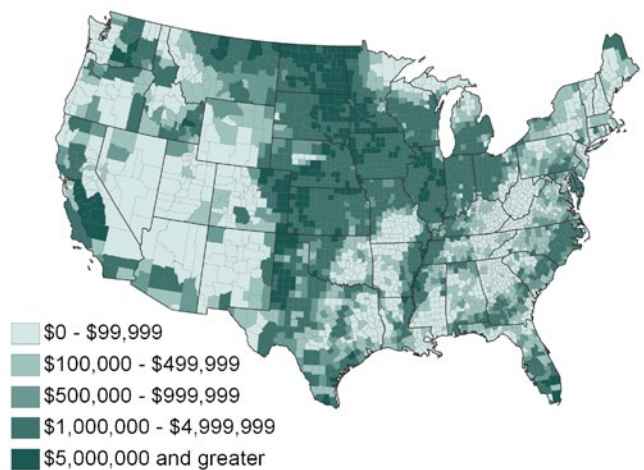 $0 - $99,999
$100,000 - $499,999
$500,000 - $999,999
$1,000,000 - $4,999,999
$5,000,000 and greater